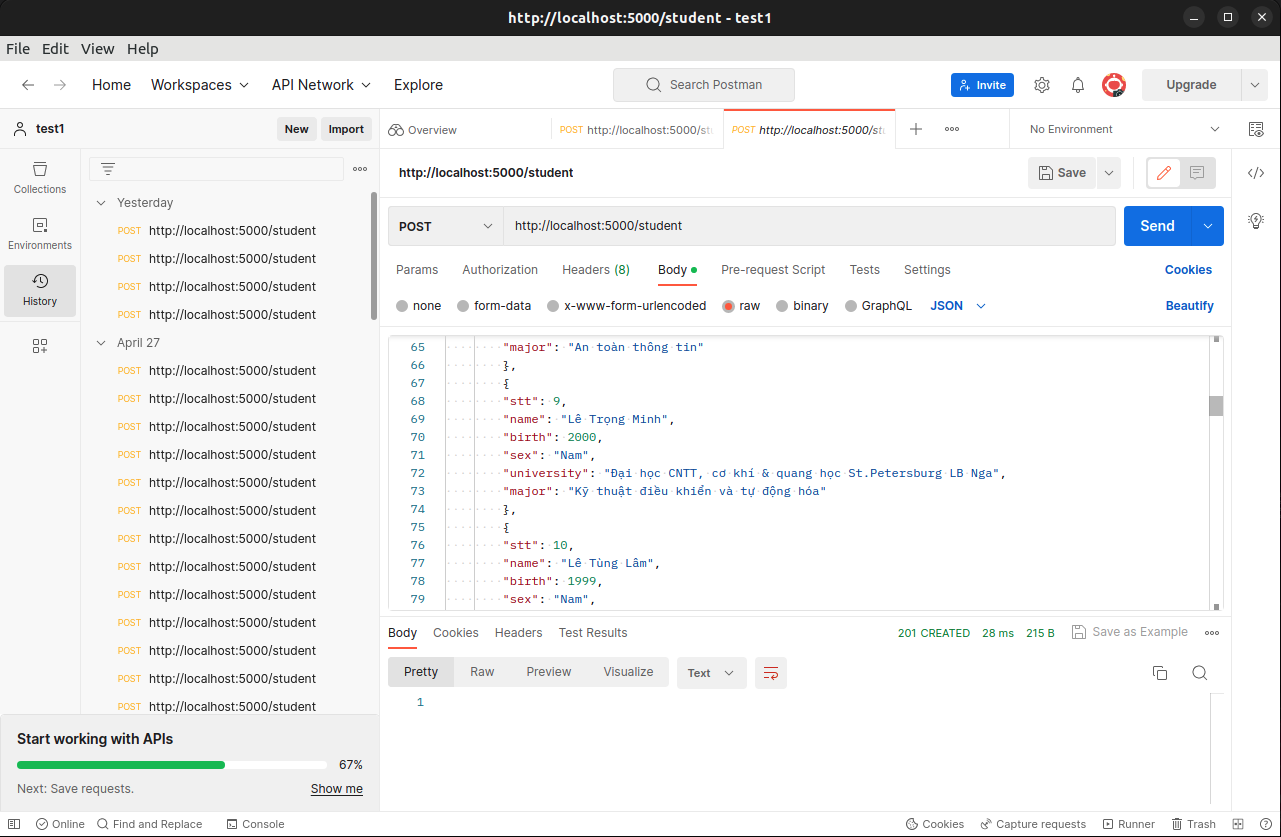 http://localhost:5000/student - test1
File Edit View Help
Home Workspaces API Network Explore Search Postman Invite Upgrade
test1 New Import Overview POST http://localhost:5000/stu POST http://localhost:5000/stu No Environment
http://localhost:5000/student Save
Collections
Environments
History
Yesterday
POST http://localhost:5000/student
POST http://localhost:5000/student
POST http://localhost:5000/student
POST http://localhost:5000/student
April 27
POST http://localhost:5000/student
POST http://localhost:5000/student
POST http://localhost:5000/student
POST http://localhost:5000/student
POST http://localhost:5000/student
POST http://localhost:5000/student
POST http://localhost:5000/student
POST http://localhost:5000/student
POST http://localhost:5000/student
POST http://localhost:5000/student
POST http://localhost:5000/student
POST http://localhost:5000/student
POST http://localhost:5000/student
Start working with APIs
67%
Next: Save requests. Show me
POST http://localhost:5000/student Send
Params Authorization Headers (8) Body Pre-request Script Tests Settings Cookies
none form-data x-www-form-urlencoded raw binary GraphQL JSON Beautify
65 "major": "An toàn thông tin"
66 },
67 {
68 "stt": 9,
69 "name": "Lê Trọng Minh",
70 "birth": 2000,
71 "sex": "Nam",
72 "university": "Đại học CNTT, cơ khí & quang học St.Petersburg LB Nga",
73 "major": "Kỹ thuật điều khiển và tự động hóa"
74 },
75 {
76 "stt": 10,
77 "name": "Lê Tùng Lâm",
78 "birth": 1999,
79 "sex": "Nam",
Body Cookies Headers Test Results 201 CREATED 28 ms 215 B Save as Example
Pretty Raw Preview Visualize Text
1
Online Find and Replace Console Cookies Capture requests Runner Trash